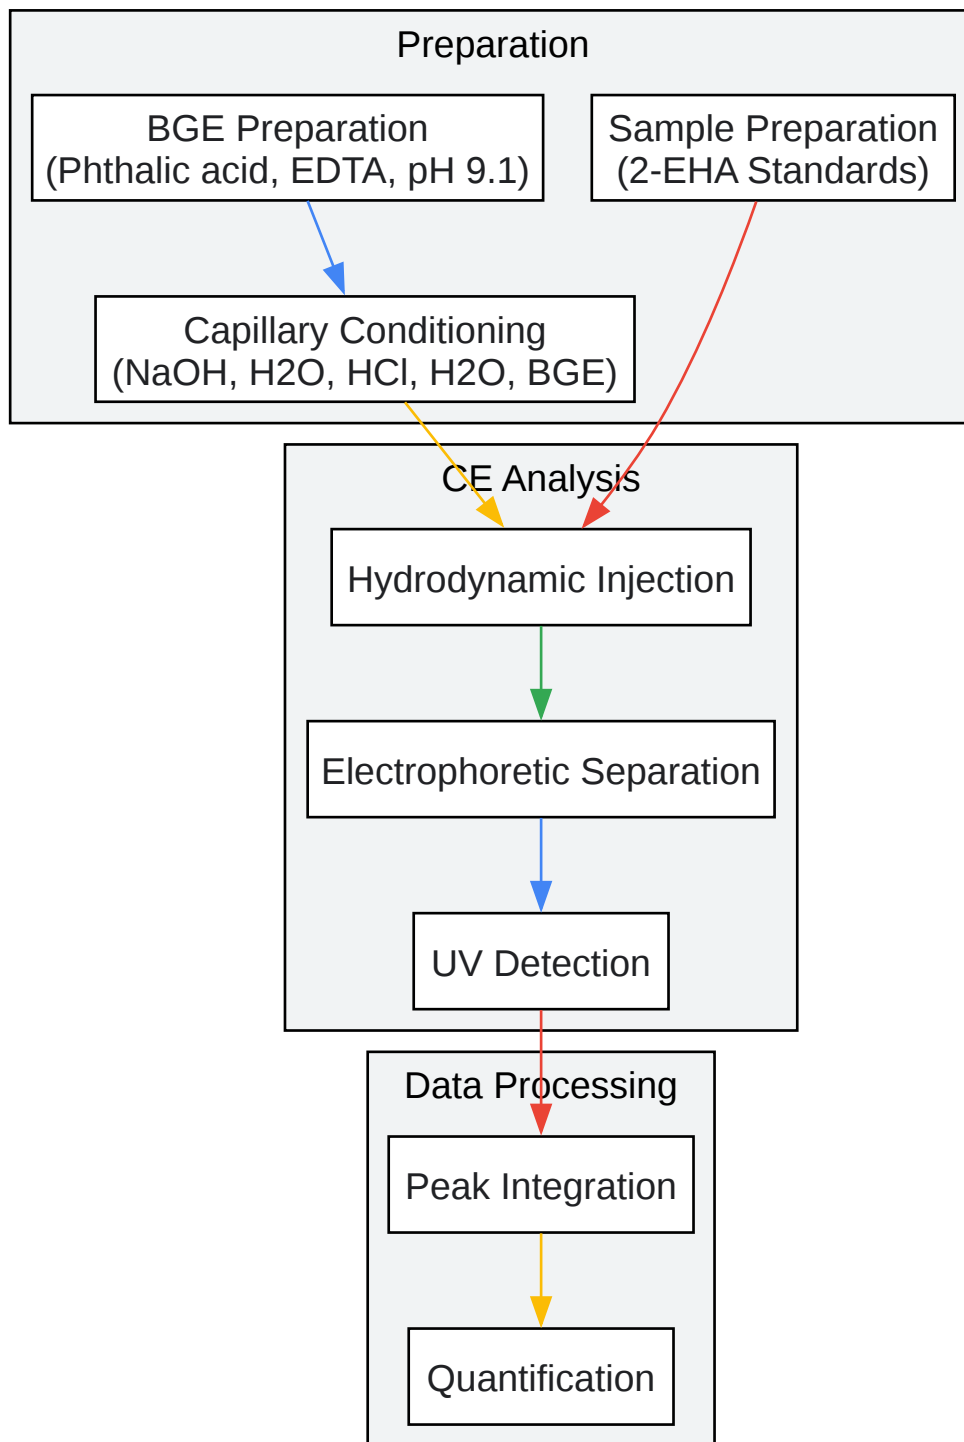 Preparation
BGE Preparation
(Phthalic acid, EDTA, pH 9.1)
Sample Preparation
(2-EHA Standards)
Capillary Conditioning
(NaOH, H2O, HCl, H2O, BGE)
CE Analysis
Hydrodynamic Injection
Electrophoretic Separation
UV Detection
Data Processing
Peak Integration
Quantification